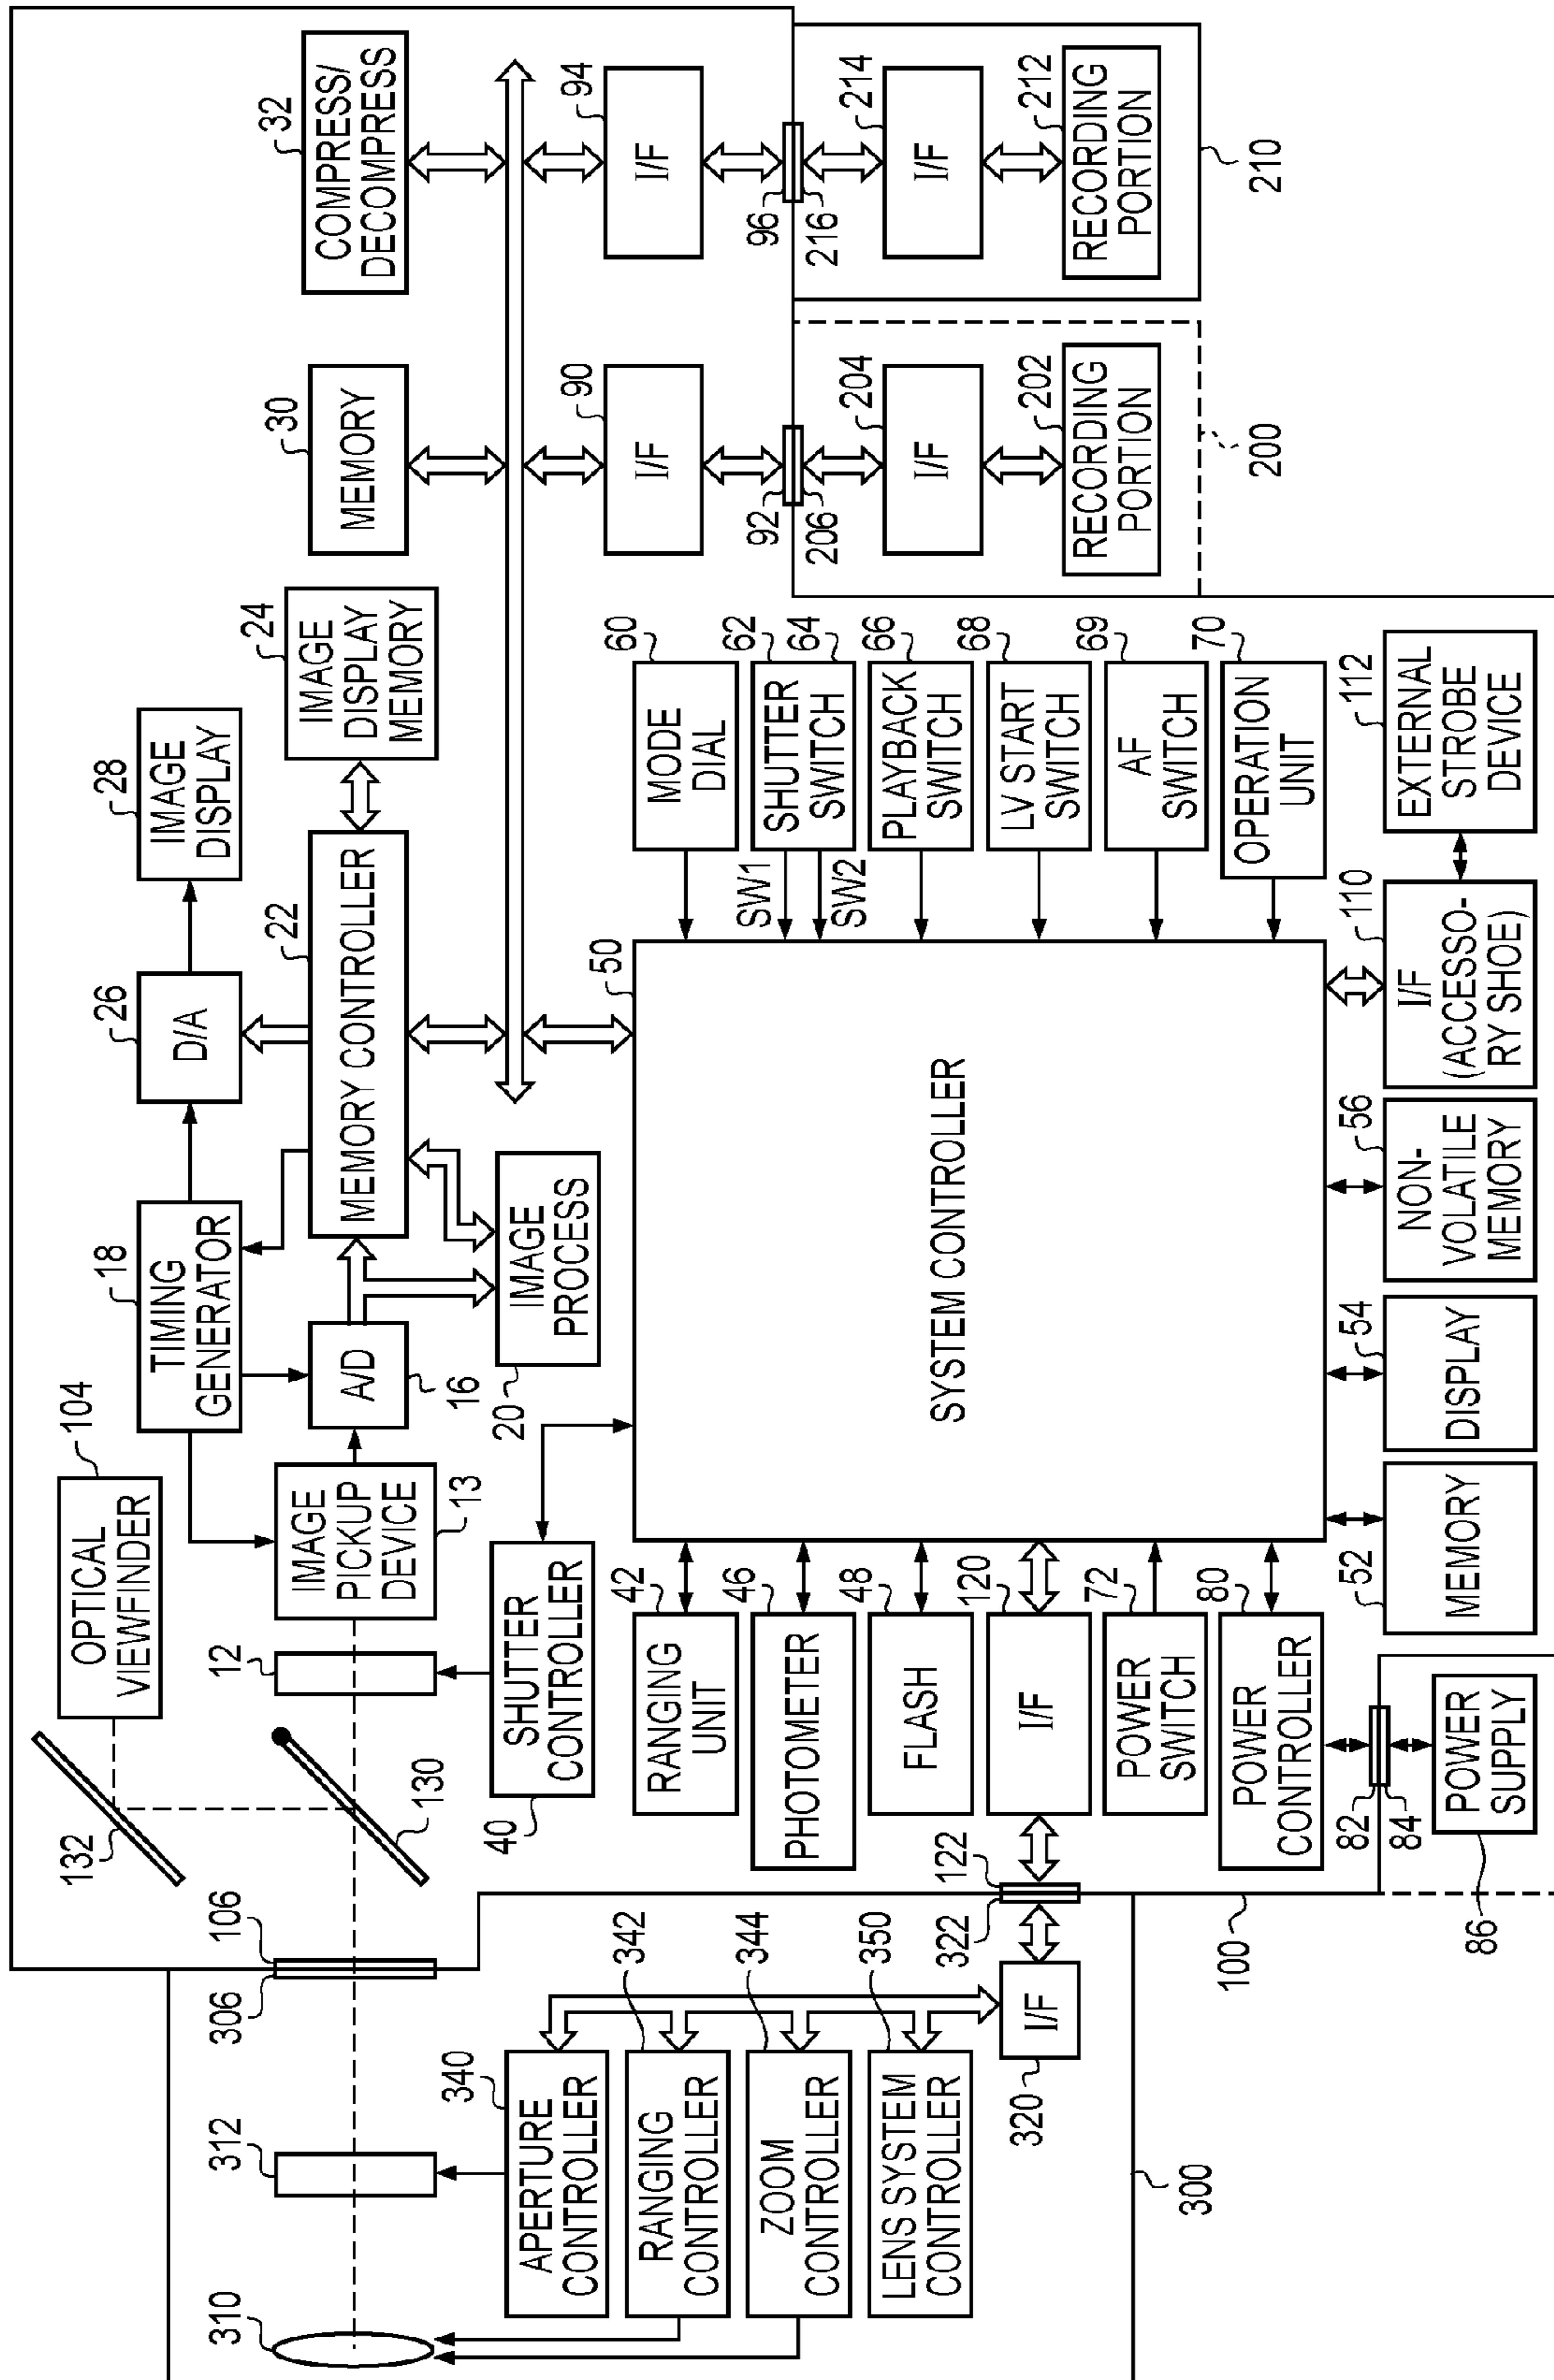 32
COMPRESS/
DECOMPRESS
94
I/F
96
216
214
I/F
212
RECORDING
PORTION
210
30
MEMORY
90
I/F
92
206
204
I/F
202
RECORDING
PORTION
200
24
IMAGE
DISPLAY
MEMORY
28
IMAGE
DISPLAY
26
D/A
22
MEMORY CONTROLLER
18
TIMING
GENERATOR
A/D
16
20
IMAGE
PROCESS
104
OPTICAL
VIEWFINDER
IMAGE
PICKUP
DEVICE
13
12
SHUTTER
CONTROLLER
40
132
130
106
306
312
310
60
MODE
DIAL
62
SHUTTER
SWITCH
64
SW1
SW2
66
PLAYBACK
SWITCH
68
LV START
SWITCH
69
AF
SWITCH
70
OPERATION
UNIT
50
SYSTEM CONTROLLER
112
EXTERNAL
STROBE
DEVICE
110
I/F
(ACCESSO-
RY SHOE)
56
NON-
VOLATILE
MEMORY
54
DISPLAY
52
MEMORY
42
RANGING
UNIT
46
PHOTOMETER
48
FLASH
120
I/F
72
POWER
SWITCH
80
POWER
CONTROLLER
82
84
POWER
SUPPLY
86
122
322
100
340
APERTURE
CONTROLLER
342
RANGING
CONTROLLER
344
ZOOM
CONTROLLER
350
LENS SYSTEM
CONTROLLER
I/F
320
300